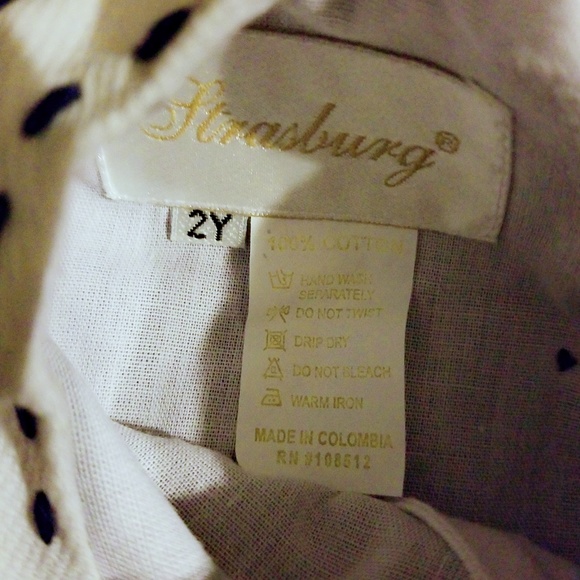 Strasburg®
2Y
100% COTTON
HAND WASH
SEPARATELY
DO NOT TWIST
DRIP DRY
DO NOT BLEACH
WARM IRON
MADE IN COLOMBIA
RN 9108512